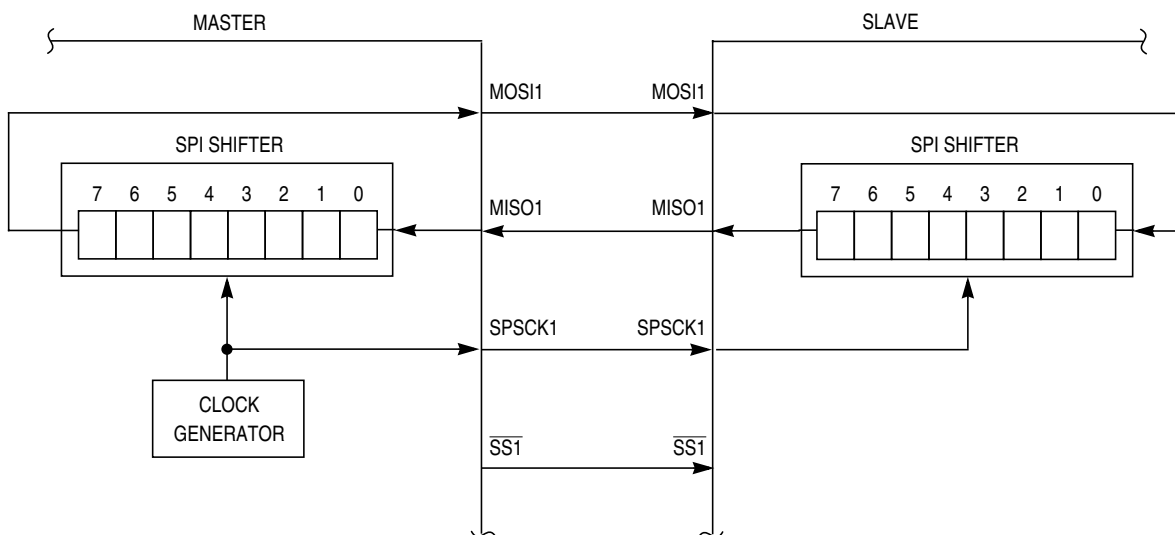 MASTER
SLAVE
MOSI1 MOSI1
SPI SHIFTER SPI SHIFTER
7 6 5 4 3 2 1 0 7 6 5 4 3 2 1 0
MISO1 MISO1
SPSCK1 SPSCK1
CLOCK
GENERATOR
SS1 SS1